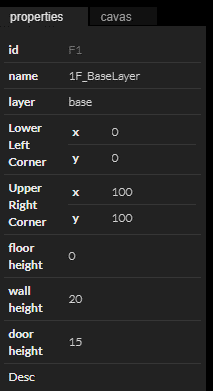 properties cavas
id F1
name 1F_BaseLayer
layer base
Lower
Left
Corner
x 0
y 0
Upper
Right
Corner
x 100
y 100
floor
height
0
wall
height
20
door
height
15
Desc